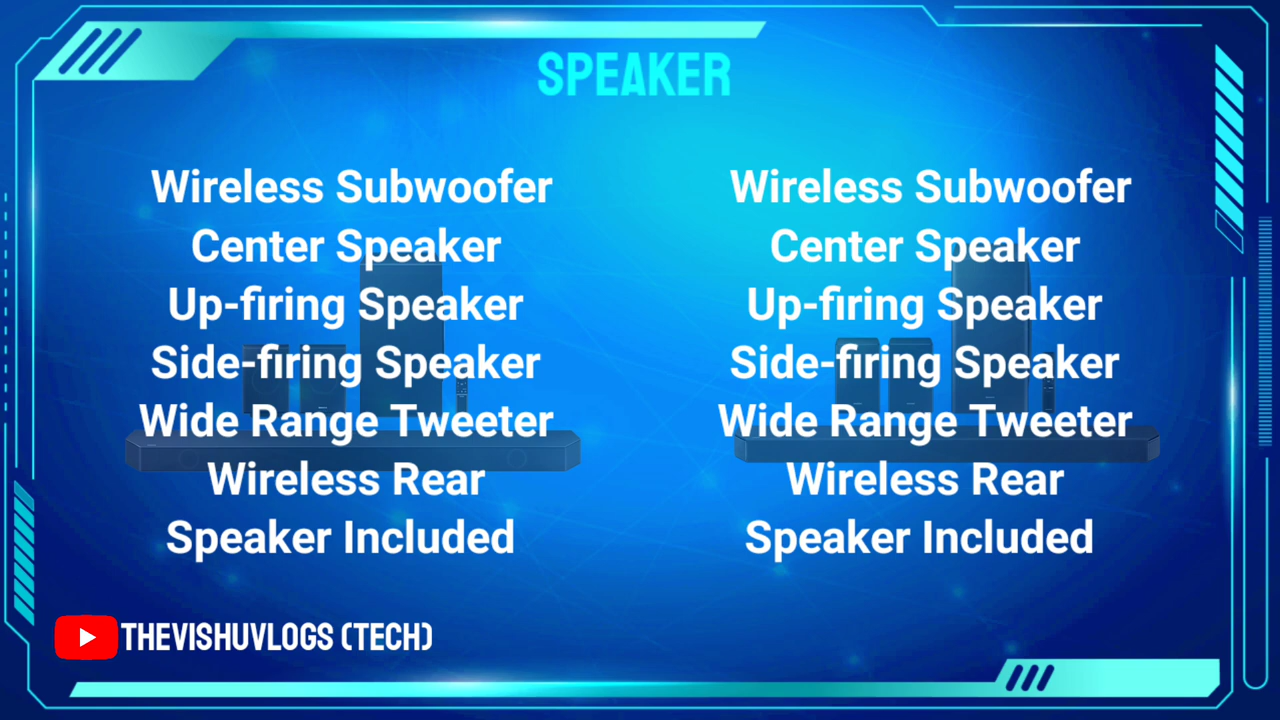 SPEAKER
Wireless Subwoofer
Center Speaker
Up-firing Speaker
Side-firing Speaker
Wide Range Tweeter
Wireless Rear
Speaker Included
Wireless Subwoofer
Center Speaker
Up-firing Speaker
Side-firing Speaker
Wide Range Tweeter
Wireless Rear
Speaker Included
THEVISHUVLOGS (TECH)